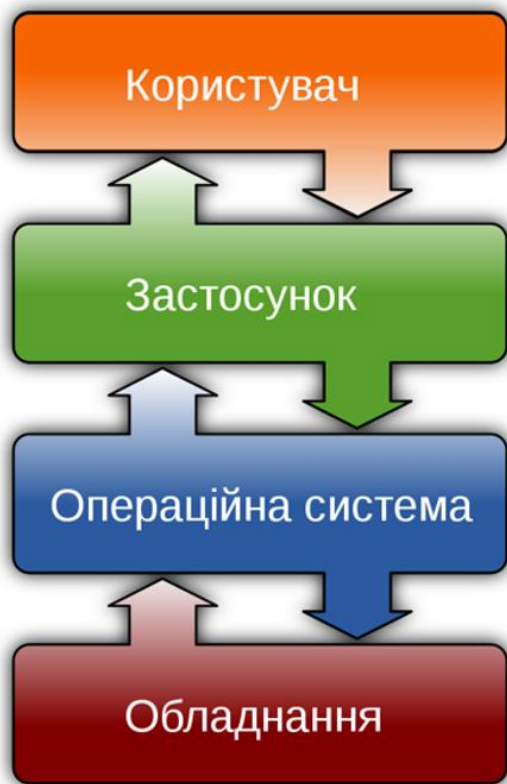 Користувач
Застосунок
Операційна система
Обладнання